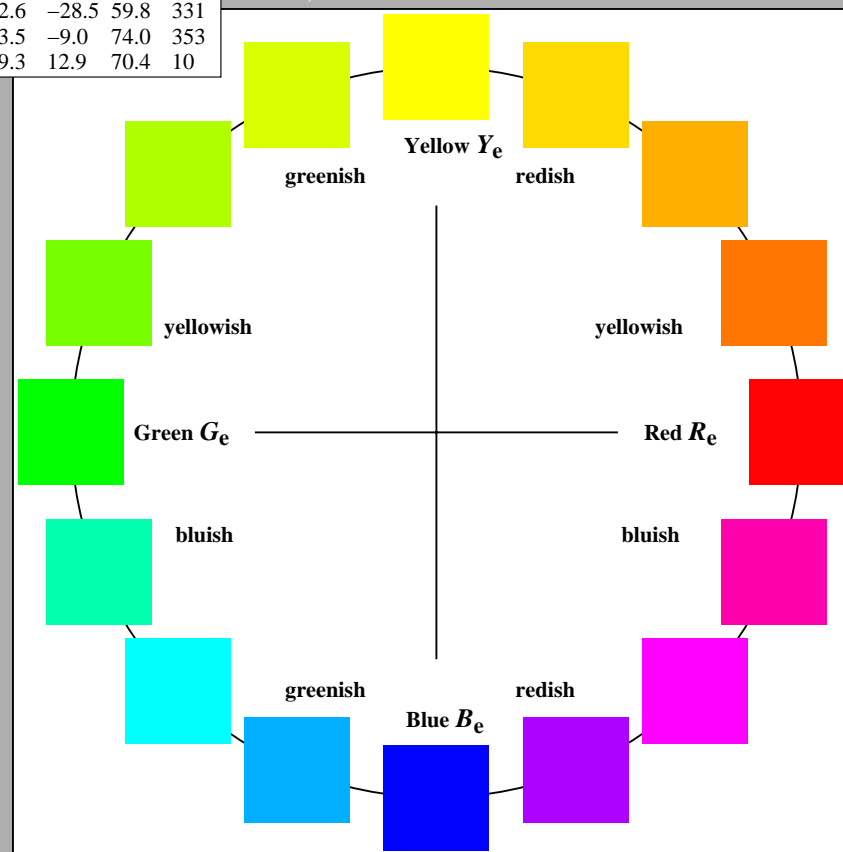 2.6 −28.5 59.8 331
3.5 −9.0 74.0 353
9.3 12.9 70.4 10
Yellow Ye
greenish redish
yellowish yellowish
Green Ge Red Re
bluish bluish
greenish redish
Blue Be